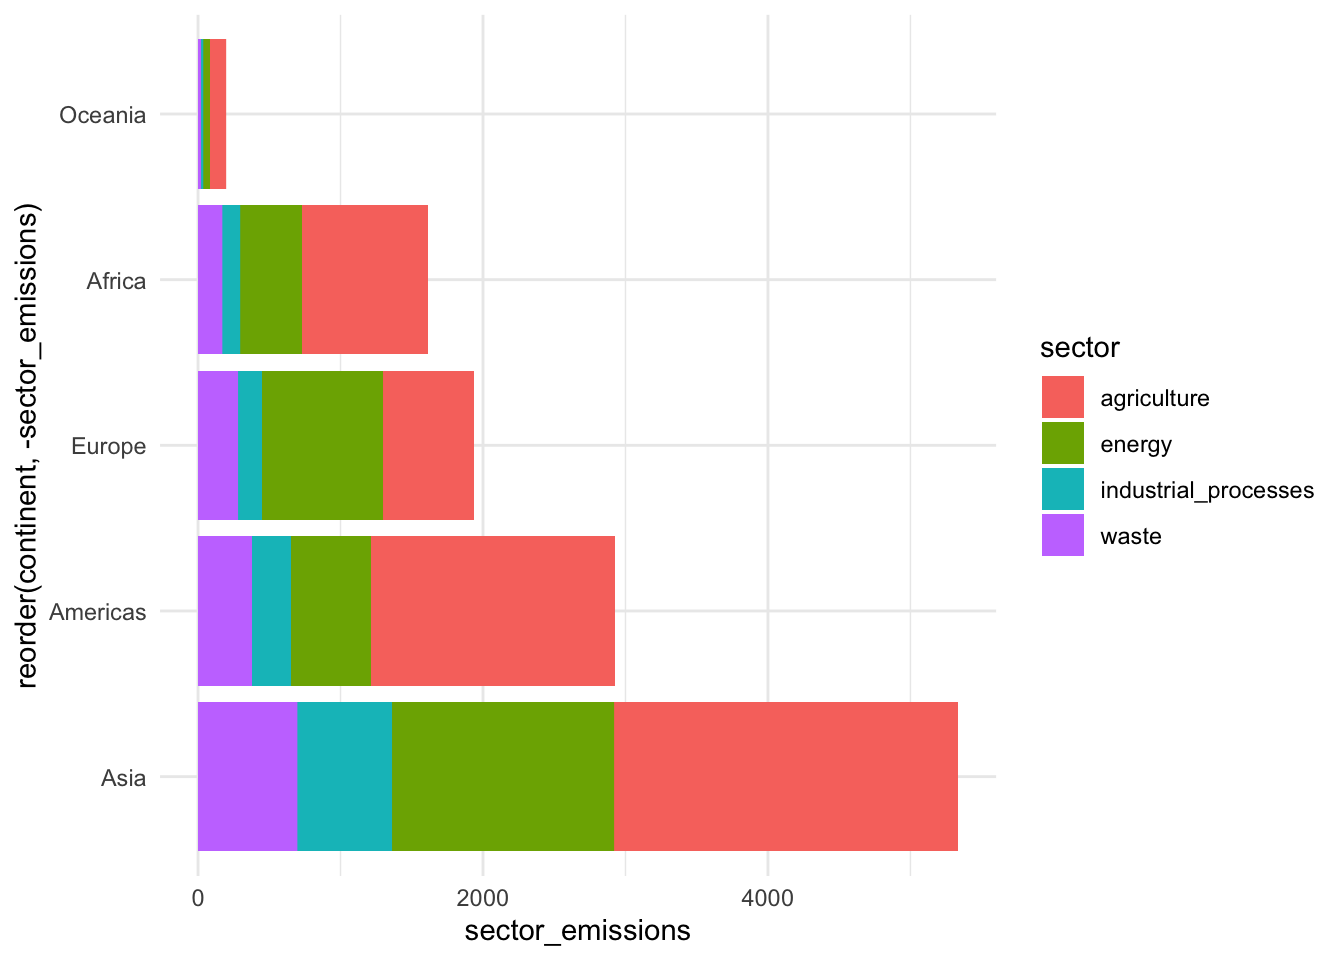 reorder(continent, -sector_emissions)
Oceania
Africa
Europe
Americas
Asia
0 2000 4000
sector_emissions
sector
agriculture
energy
industrial_processes
waste